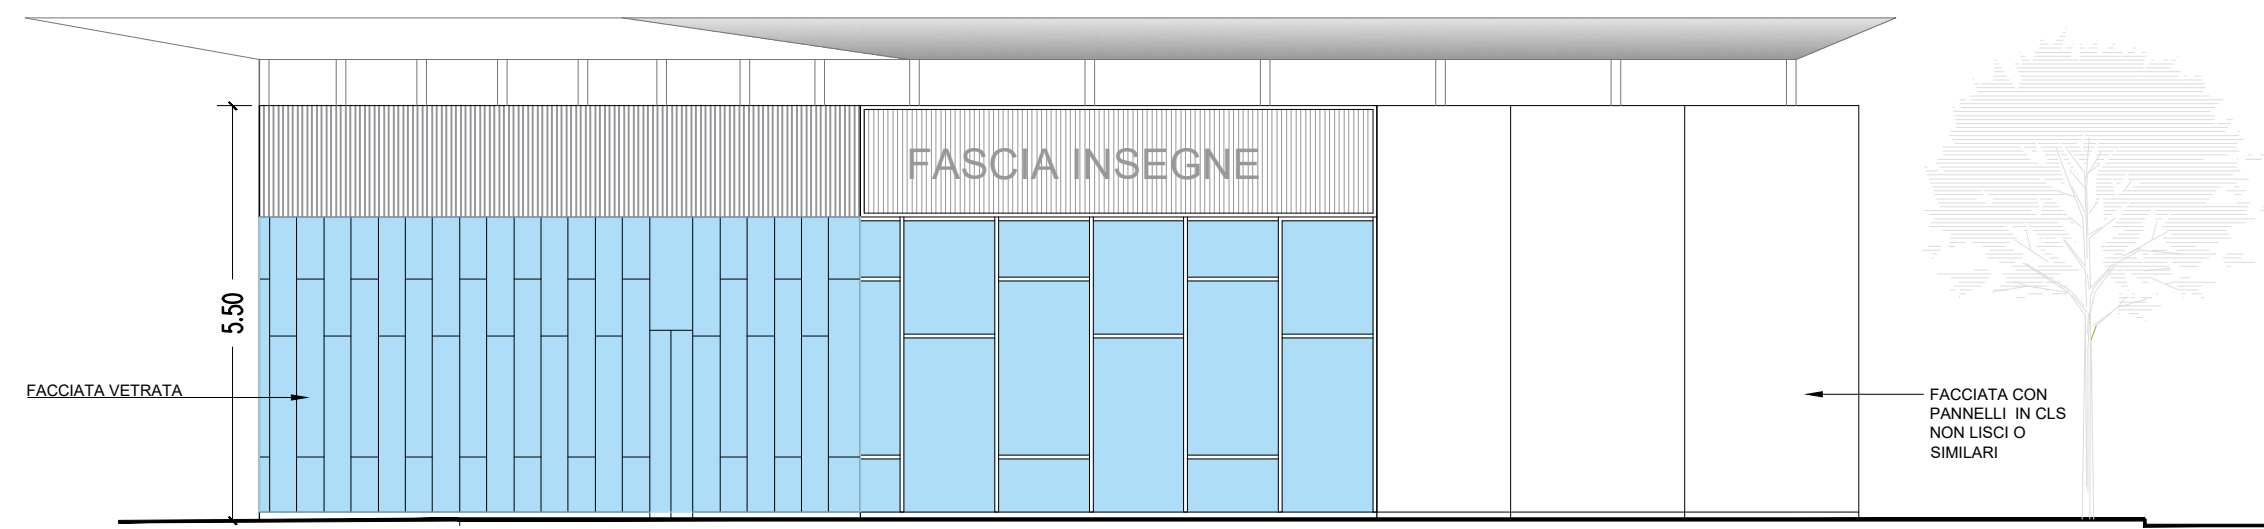 FASCIA INSEGNE
5.50
FACCIATA VETRATA
FACCIATA CON
PANNELLI IN CLS
NON LISCI O
SIMILARI